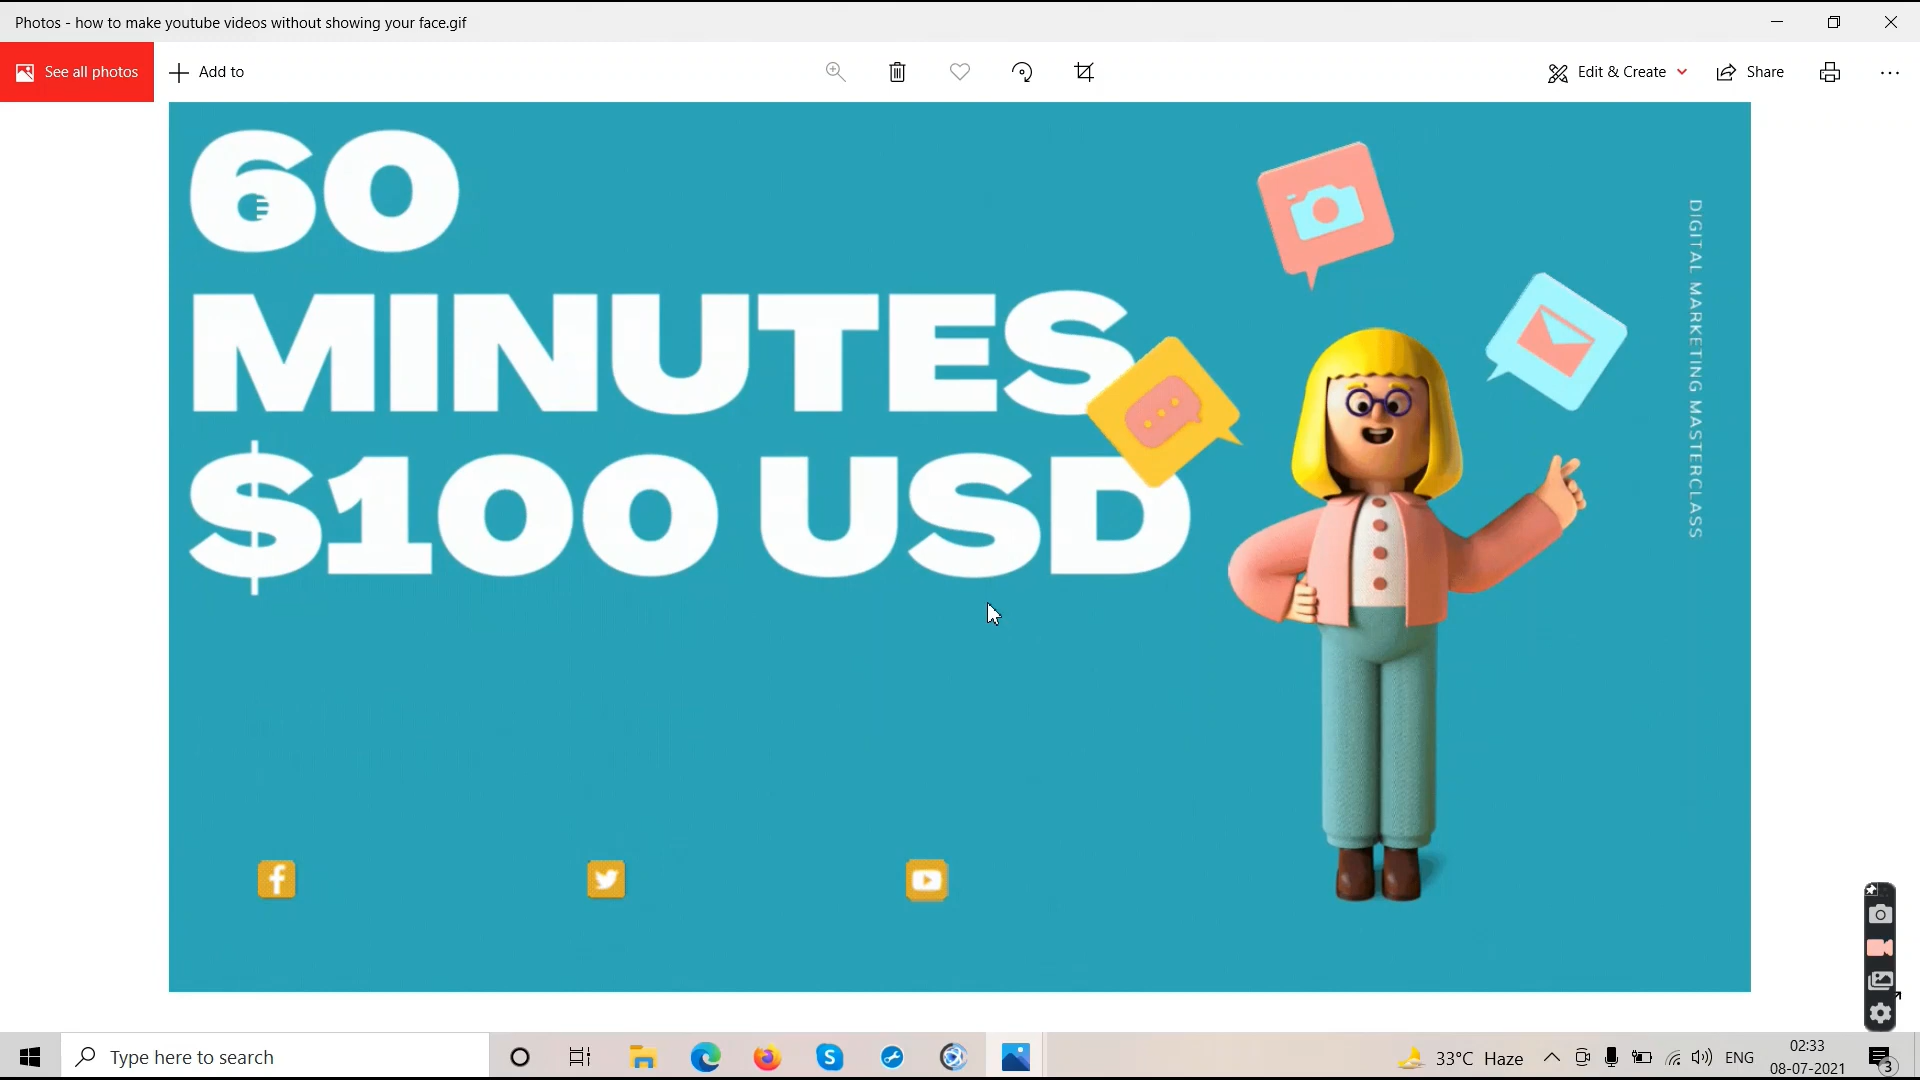 Photos - how to make youtube videos without showing your face.gif
See all photos
Add to
Edit & Create
Share
60
MINUTES
$100 USD
DIGITAL MARKETING MASTERCLASS
Type here to search
33°C Haze
ENG
02:33
08-07-2021
3